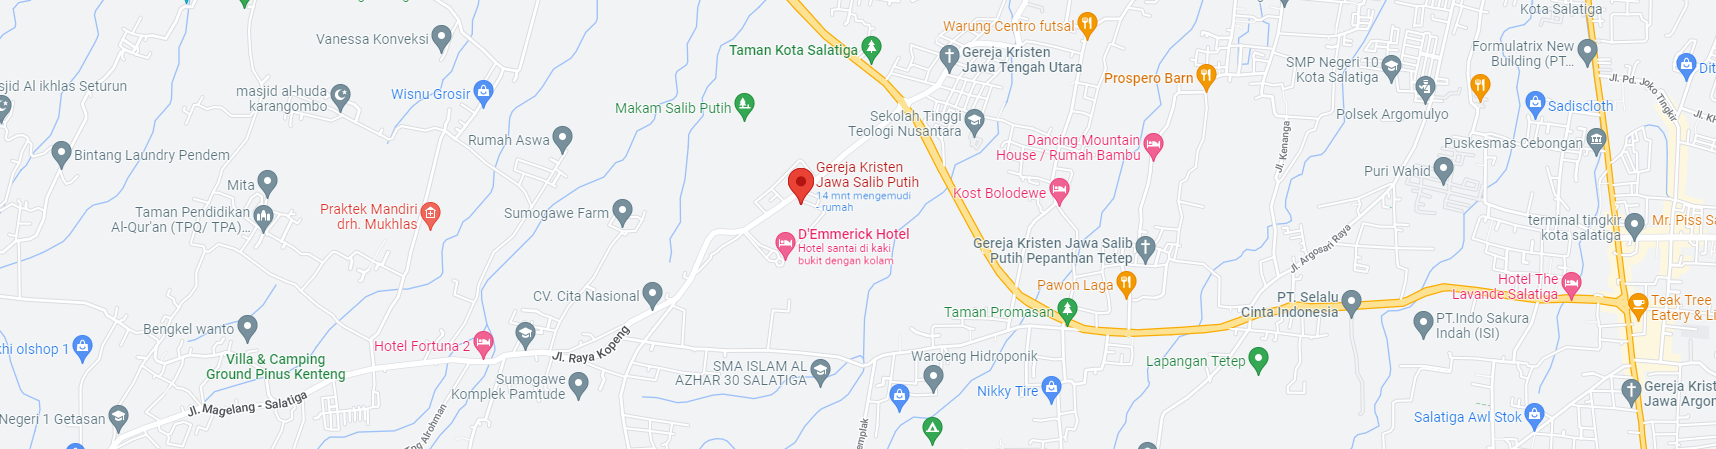 Kota Salatiga
Warung Centro futsal
Vanessa Konveksi
Taman Kota Salatiga
Gereja Kristen
Jawa Tengah Utara
Formulatrix New
Building (PT...
SMP Negeri 10
Kota Salatiga
Prospero Barn
Jl. Pd. Joko Tingkir
Dit
sjid Al ikhlas Seturun
masjid al-huda
karangombo
Wisnu Grosir
Makam Salib Putih
Sekolah Tinggi
Teologi Nusantara
Polsek Argomulyo
Sadiscloth
Rumah Aswa
Dancing Mountain
House / Rumah Bambu
Jl. Kenanga
Puskesmas Cebongan
Bintang Laundry Pendem
Gereja Kristen
Jawa Salib Putih
14 mnt mengemudi
- rumah
Puri Wahid
Mita
Kost Bolodewe
Taman Pendidikan
Al-Qur'an (TPQ/ TPA)...
Praktek Mandiri
drh. Mukhlas
Sumogawe Farm
terminal tingkir
kota salatiga
Mr. Piss Sa
D'Emmerick Hotel
Hotel santai di kaki
bukit dengan kolam
Gereja Kristen Jawa Salib
Putih Pepanthan Tetep
Jl. Argosari Raya
Pawon Laga
Hotel The
Lavande Salatiga
CV. Cita Nasional
Taman Promasan
PT. Selalu
Cinta Indonesia
Teak Tree
Eatery & Li
PT.Indo Sakura
Indah (ISI)
Bengkel wanto
khi olshop 1
Hotel Fortuna 2
Jl. Raya Kopeng
Villa & Camping
Ground Pinus Kenteng
Waroeng Hidroponik
Lapangan Tetep
SMA ISLAM AL
AZHAR 30 SALATIGA
Sumogawe
Komplek Pamtude
Nikky Tire
Gereja Krist
Jawa Argon
Jl. Magelang - Salatiga
Negeri 1 Getasan
Salatiga Awl Stok
Alrohman
emplak